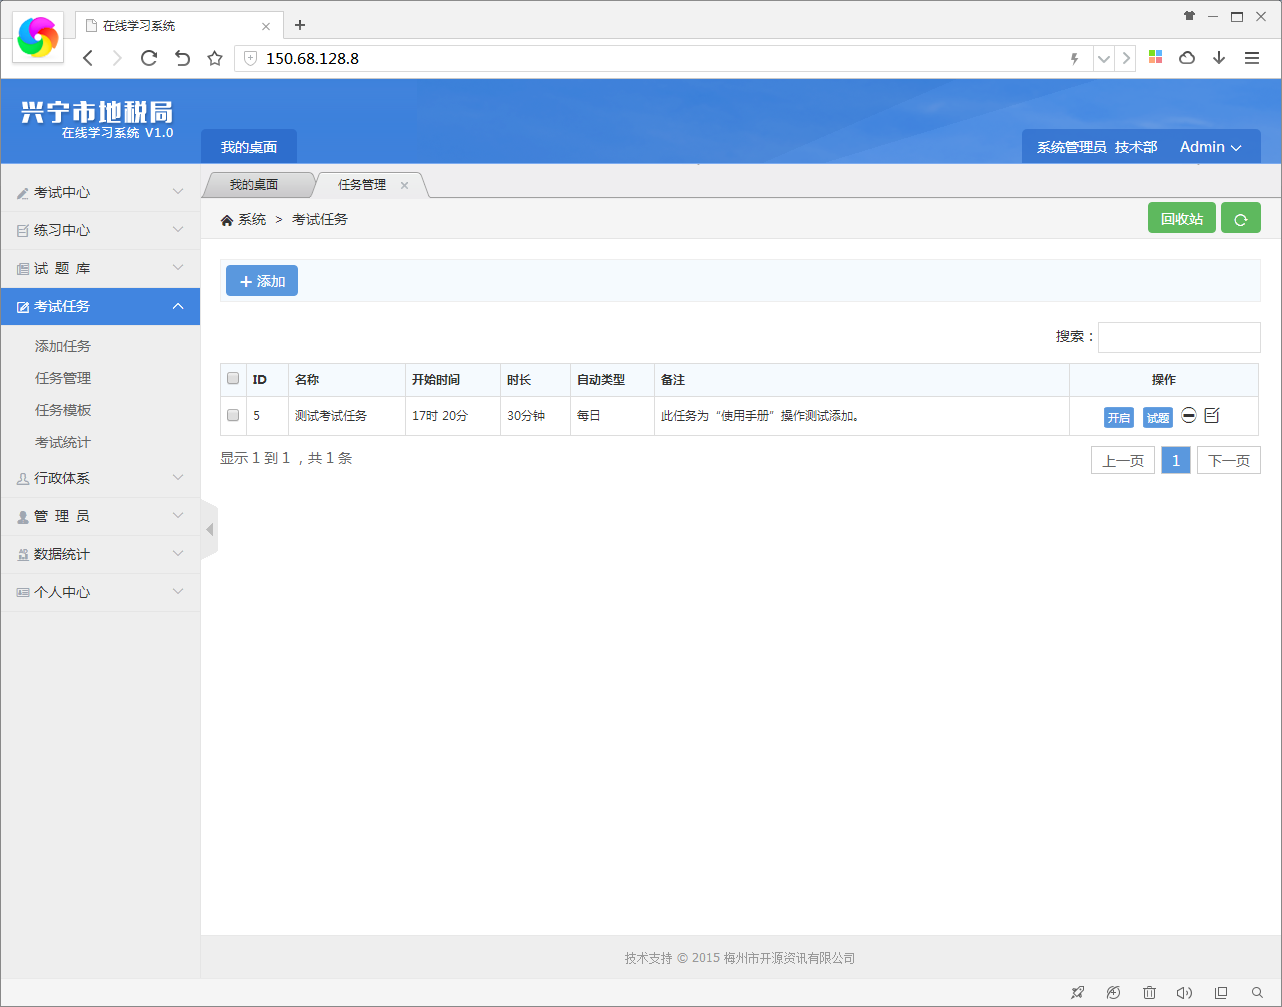 在线学习系统
150.68.128.8
兴宁市地税局
在线学习系统 V1.0
我的桌面
系统管理员 技术部 Admin
考试中心
练习中心
试 题 库
考试任务
添加任务
任务管理
任务模板
考试统计
行政体系
管 理 员
数据统计
个人中心
我的桌面 任务管理
系统 > 考试任务
回收站
添加
搜索：
ID 名称 开始时间 时长 自动类型 备注 操作
5 测试考试任务 17时 20分 30分钟 每日 此任务为“使用手册”操作测试添加。 开启 试题
显示 1 到 1 ，共 1 条
上一页 1 下一页
技术支持 © 2015 梅州市开源资讯有限公司